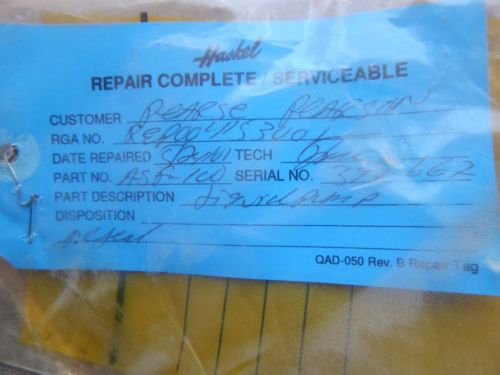 Haskel
REPAIR COMPLETE / SERVICEABLE
CUSTOMER PEARSE PEARSON
RGA NO.
DATE REPAIRED TECH
PART NO. ASF-100 SERIAL NO.
PART DESCRIPTION Liquid pump
DISPOSITION
Reseal
QAD-050 Rev. B Repair Tag